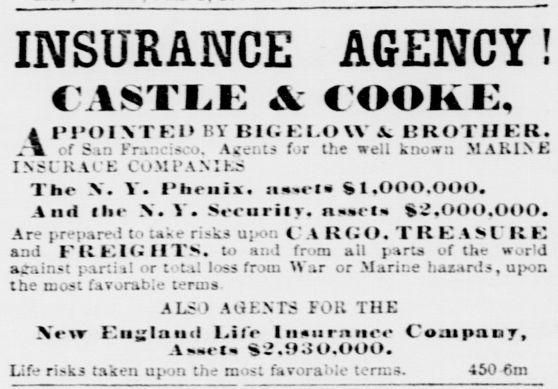 INSURANCE AGENCY!
CASTLE & COOKE,
APPOINTED BY BIGELOW & BROTHER.
of San Francisco, Agents for the well known MARINE
INSURANCE COMPANIES
The N. Y. Phenix, assets $1,000,000.
And the N. Y. Security, assets $2,000,000.
Are prepared to take risks upon CARGO, TREASURE
and FREIGHTS, to and from all parts of the world
against partial or total loss from War or Marine hazards, upon
the most favorable terms.
ALSO AGENTS FOR THE
New England Life Insurance Company,
Assets $2,930,000.
Life risks taken upon the most favorable terms. 450-6m